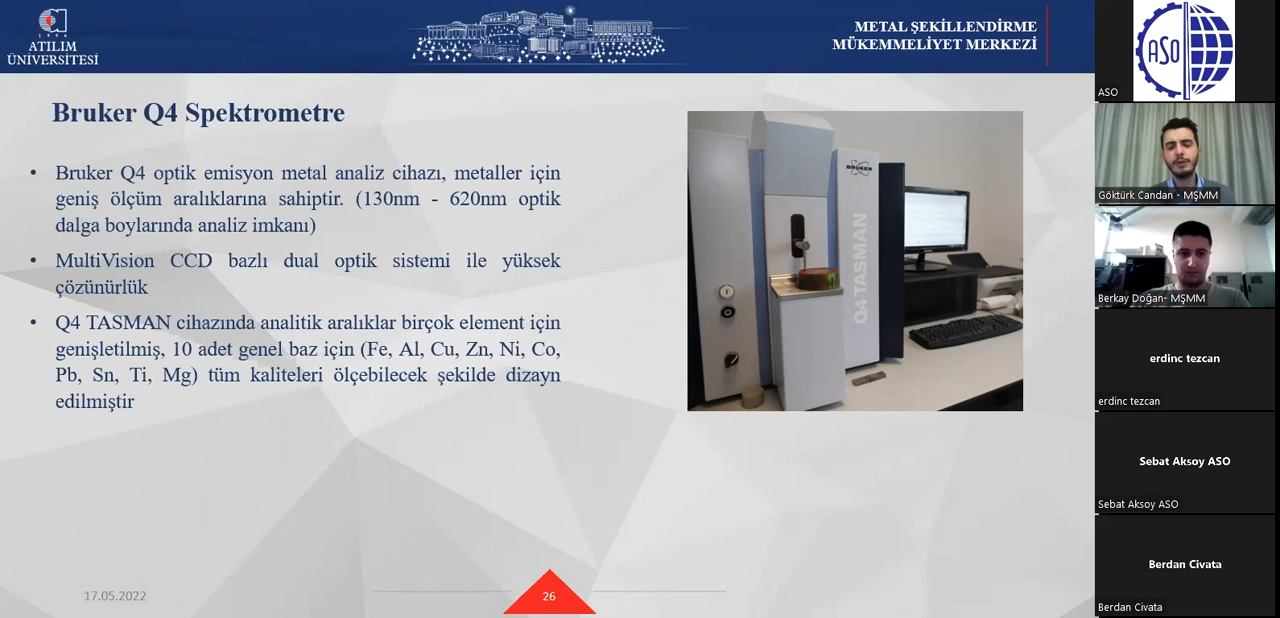 ATILIM
ÜNİVERSİTESİ
METAL ŞEKİLLENDİRME
MÜKEMMELİYET MERKEZİ
Bruker Q4 Spektrometre
• Bruker Q4 optik emisyon metal analiz cihazı, metaller için
geniş ölçüm aralıklarına sahiptir. (130nm - 620nm optik
dalga boylarında analiz imkanı)
• MultiVision CCD bazlı dual optik sistemi ile yüksek
çözünürlük
• Q4 TASMAN cihazında analitik aralıklar birçok element için
genişletilmiş, 10 adet genel baz için (Fe, Al, Cu, Zn, Ni, Co,
Pb, Sn, Ti, Mg) tüm kaliteleri ölçebilecek şekilde dizayn
edilmiştir
BRUKER
Q4 TASMAN
17.05.2022
26
ASO
ASO
Göktürk Candan - MŞMM
Berkay Doğan- MŞMM
erdinc tezcan
erdinc tezcan
Sebat Aksoy ASO
Sebat Aksoy ASO
Berdan Civata
Berdan Civata